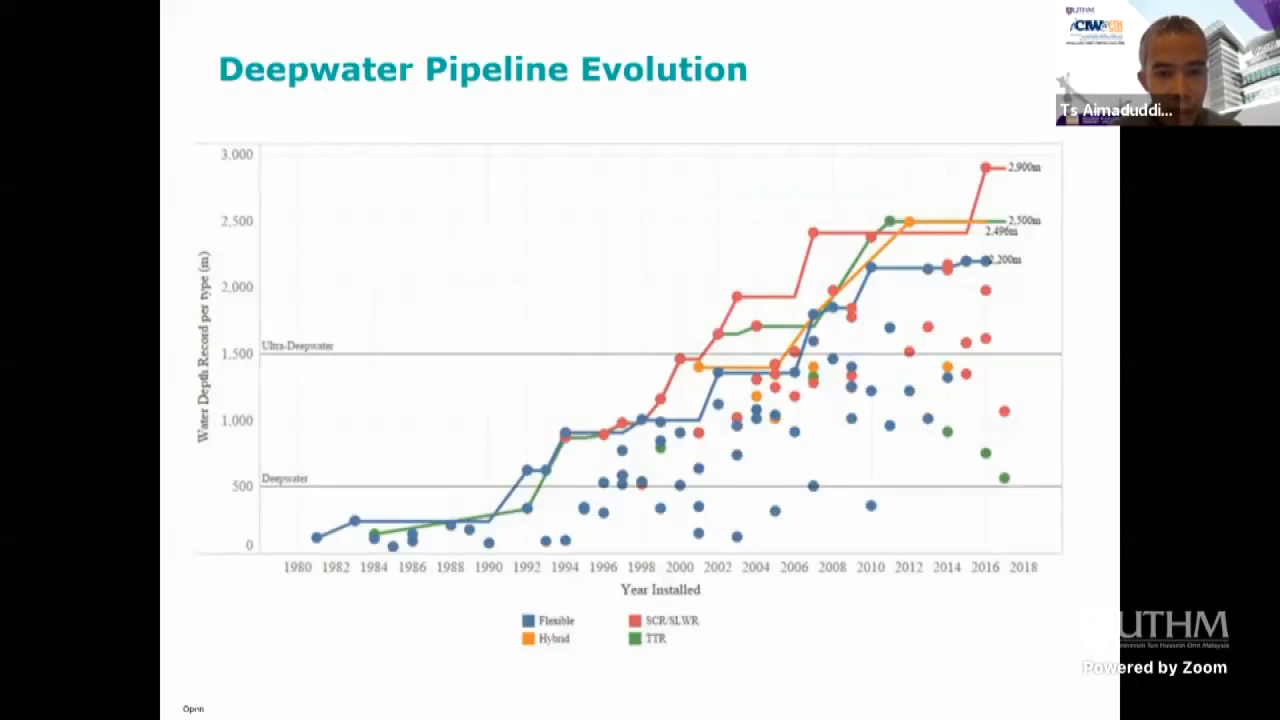 Deepwater Pipeline Evolution
UTHM
Ts Aimaduddi...
Water Depth Record per type (m)
3,000
2,500
2,000
1,500
1,000
500
0
Ultra-Deepwater
Deepwater
2,900m
2,500m
2,496m
2,200m
1980 1982 1984 1986 1988 1990 1992 1994 1996 1998 2000 2002 2004 2006 2008 2010 2012 2014 2016 2018
Year Installed
Flexible
SCR/SLWR
Hybrid
TTR
UTHM
Universiti Tun Hussein Onn Malaysia
Powered by Zoom
Open